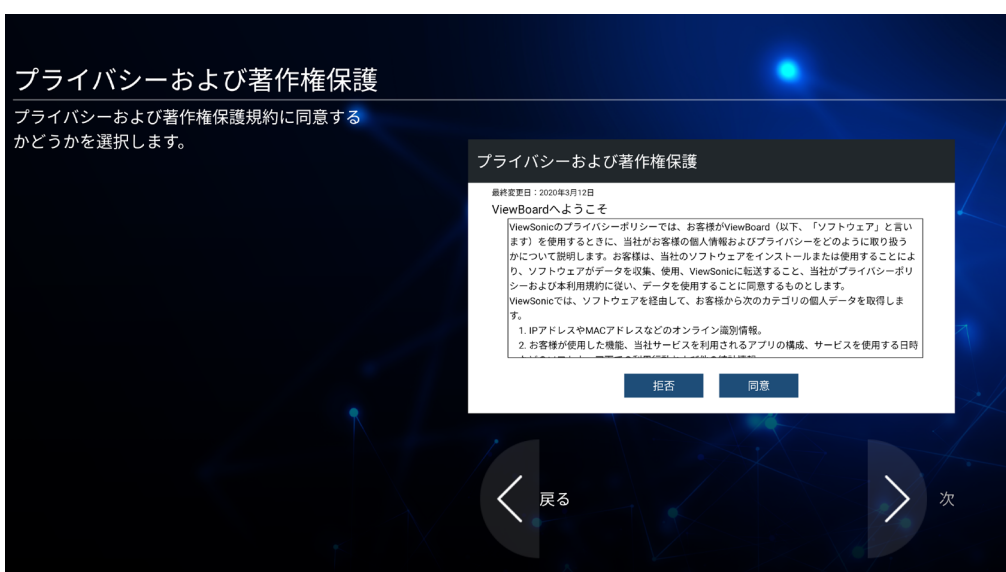 プライバシーおよび著作権保護
プライバシーおよび著作権保護規約に同意する
かどうかを選択します。
プライバシーおよび著作権保護
最終変更日：2020年3月12日
ViewBoardへようこそ
ViewSonicのプライバシーポリシーでは、お客様がViewBoard（以下、「ソフトウェア」と言い
ます）を使用するときに、当社がお客様の個人情報およびプライバシーをどのように取り扱う
かについて説明します。お客様は、当社のソフトウェアをインストールまたは使用することによ
り、ソフトウェアがデータを収集、使用、ViewSonicに転送すること、当社がプライバシーポリ
シーおよび本利用規約に従い、データを使用することに同意するものとします。
ViewSonicでは、ソフトウェアを経由して、お客様から次のカテゴリの個人データを取得しま
す。
1. IPアドレスやMACアドレスなどのオンライン識別情報。
2. お客様が使用した機能、当社サービスを利用されるアプリの構成、サービスを使用する日時
拒否
同意
戻る
次